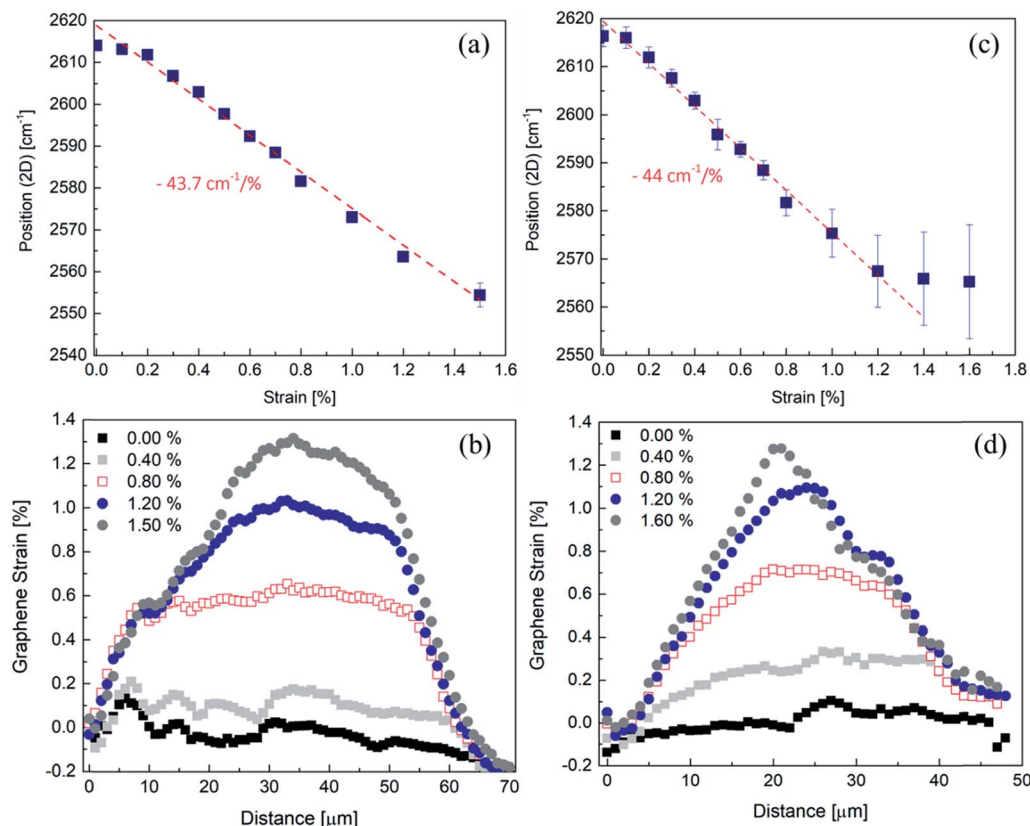 (a)
Position (2D) [cm-1]
2620
2610
2600
2590
2580
2570
2560
2550
2540
- 43.7 cm-1/%
0.0 0.2 0.4 0.6 0.8 1.0 1.2 1.4 1.6
Strain [%]
(c)
Position (2D) [cm-1]
2620
2610
2600
2590
2580
2570
2560
2550
- 44 cm-1/%
0.0 0.2 0.4 0.6 0.8 1.0 1.2 1.4 1.6 1.8
Strain [%]
(b)
Graphene Strain [%]
1.4
1.2
1.0
0.8
0.6
0.4
0.2
0.0
-0.2
0.00 %
0.40 %
0.80 %
1.20 %
1.50 %
0 10 20 30 40 50 60 70
Distance [μm]
(d)
Graphene Strain [%]
1.4
1.2
1.0
0.8
0.6
0.4
0.2
0.0
-0.2
0.00 %
0.40 %
0.80 %
1.20 %
1.60 %
0 10 20 30 40 50
Distance [μm]